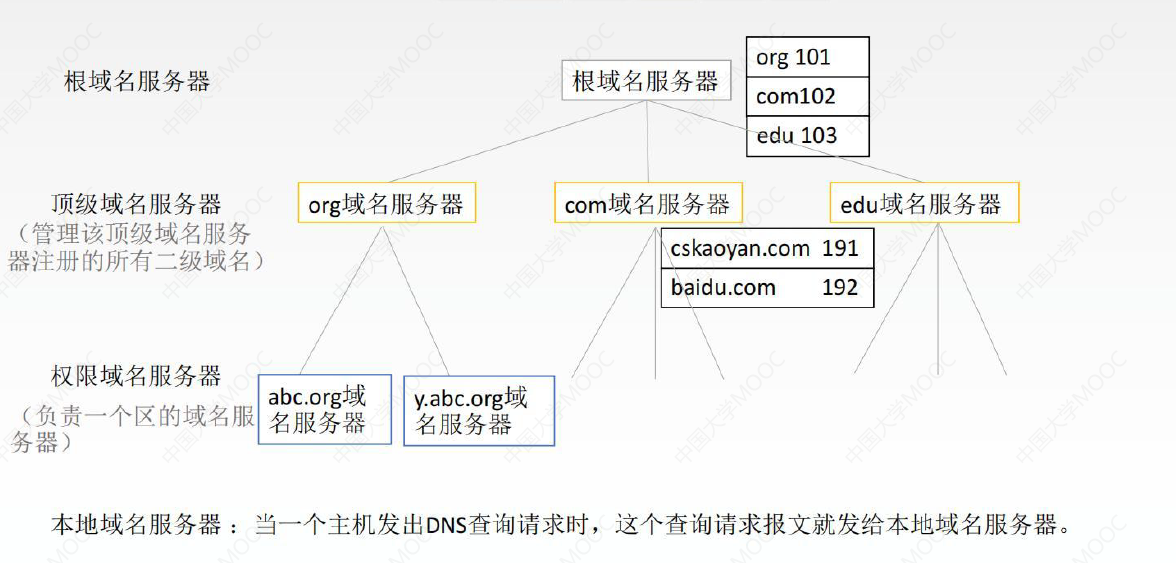 根域名服务器
根域名服务器
org 101
com102
edu 103
顶级域名服务器
（管理该顶级域名服务
器注册的所有二级域名）
org域名服务器
com域名服务器
edu域名服务器
cskaoyan.com 191
baidu.com 192
权限域名服务器
（负责一个区的域名服
务器）
abc.org域
名服务器
y.abc.org域
名服务器
本地域名服务器： 当一个主机发出DNS查询请求时，这个查询请求报文就发给本地域名服务器。
中国大学MOOC